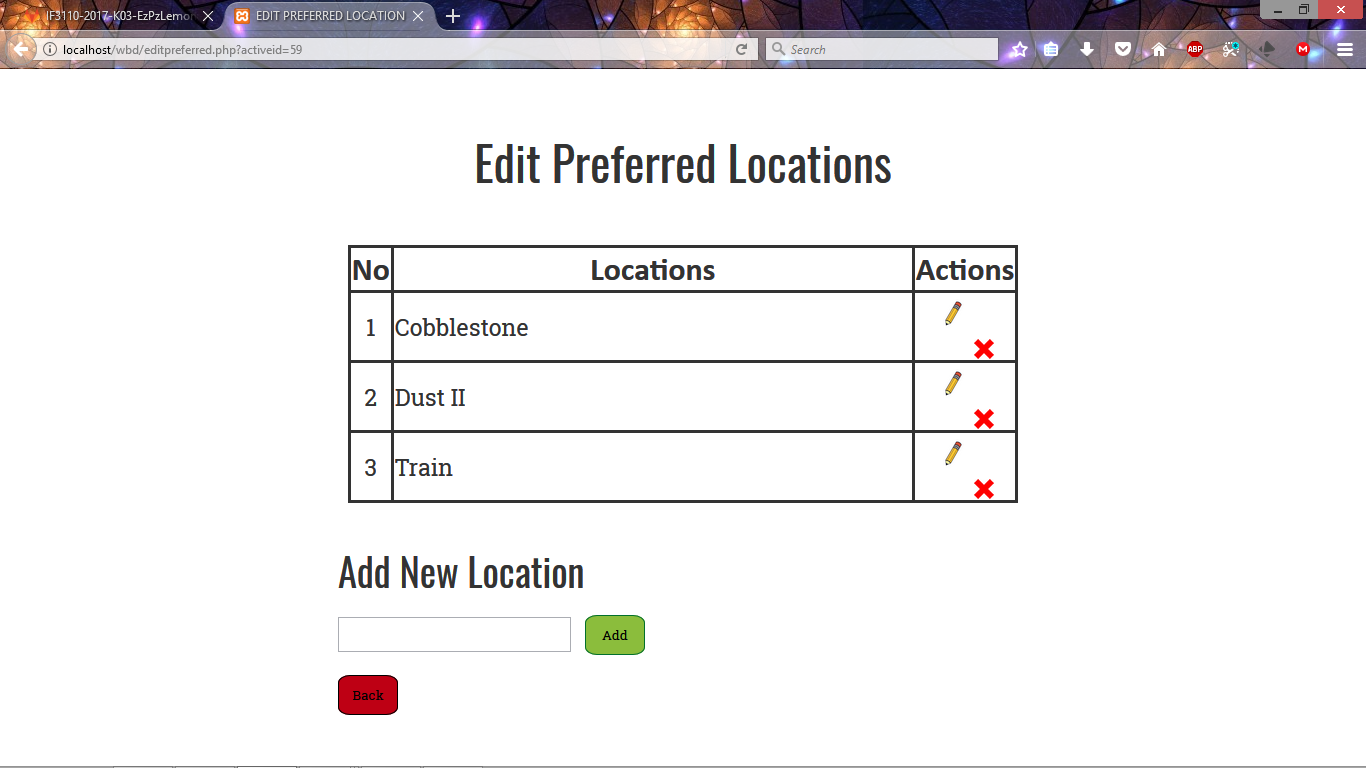 IF3110-2017-K03-EzPzLemo
EDIT PREFERRED LOCATION
localhost/wbd/editpreferred.php?activeid=59
Search
ABP
M
Edit Preferred Locations
No Locations Actions
1 Cobblestone
2 Dust II
3 Train
Add New Location
Add
Back